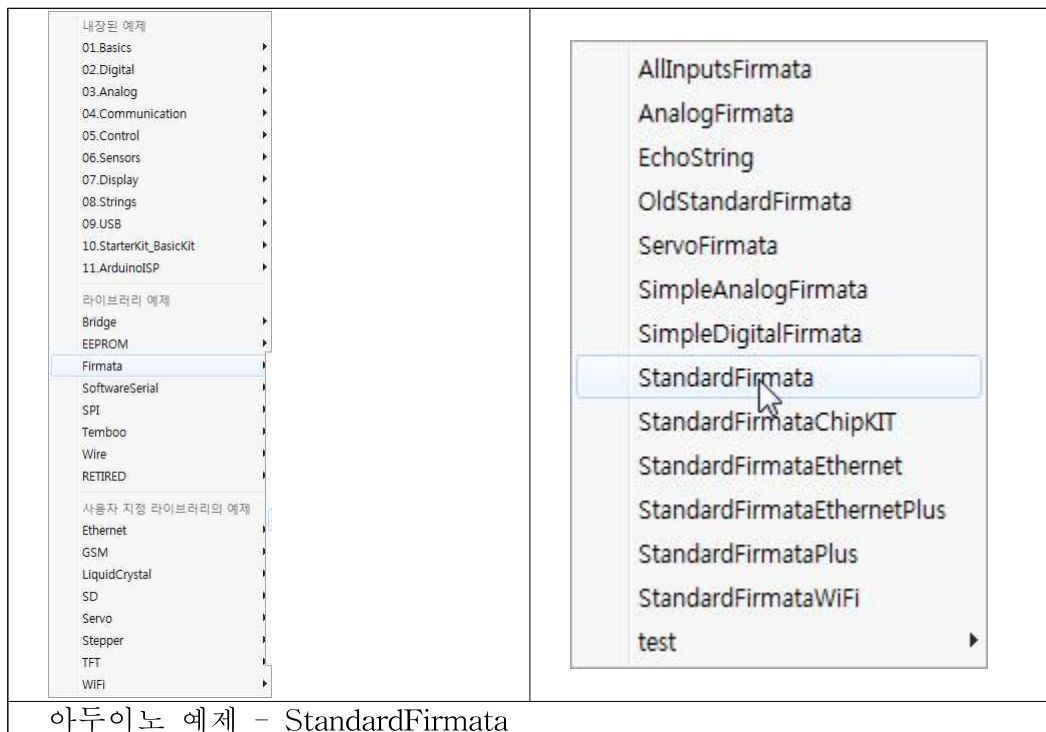 내장된 예제
01.Basics
02.Digital
03.Analog
04.Communication
05.Control
06.Sensors
07.Display
08.Strings
09.USB
10.StarterKit_BasicKit
11.ArduinoISP
라이브러리 예제
Bridge
EEPROM
Firmata
SoftwareSerial
SPI
Temboo
Wire
RETIRED
사용자 지정 라이브러리의 예제
Ethernet
GSM
LiquidCrystal
SD
Servo
Stepper
TFT
WiFi
AllInputsFirmata
AnalogFirmata
EchoString
OldStandardFirmata
ServoFirmata
SimpleAnalogFirmata
SimpleDigitalFirmata
StandardFirmata
StandardFirmataChipKIT
StandardFirmataEthernet
StandardFirmataEthernetPlus
StandardFirmataPlus
StandardFirmataWiFi
test
아두이노 예제 - StandardFirmata